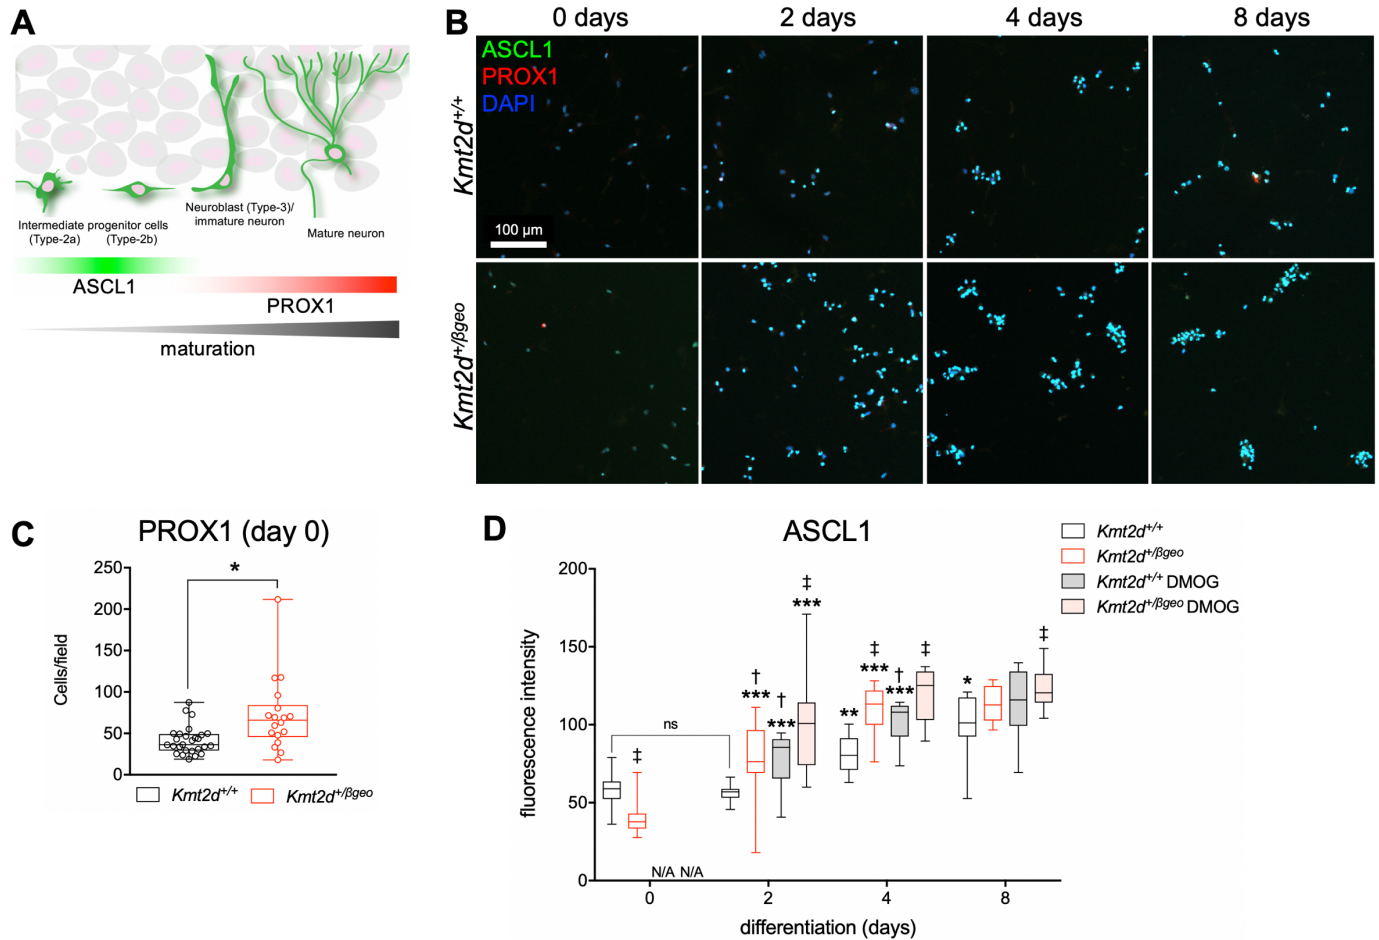 A
Intermediate progenitor cells
(Type-2a) (Type-2b)
Neuroblast (Type-3)/
immature neuron
Mature neuron
ASCL1
PROX1
maturation
B
0 days 2 days 4 days 8 days
ASCL1
PROX1
DAPI
Kmt2d+/+
100 μm
Kmt2d+/βgeo
C
PROX1 (day 0)
Cells/field
250
200
150
100
50
0
*
Kmt2d+/+ Kmt2d+/βgeo
D
ASCL1
Kmt2d+/+
Kmt2d+/βgeo
Kmt2d+/+ DMOG
Kmt2d+/βgeo DMOG
fluorescence intensity
200
150
100
50
0
ns
‡
N/A N/A
†
***
†
***
‡
***
**
‡
***
†
***
‡
*
‡
0 2 4 8
differentiation (days)